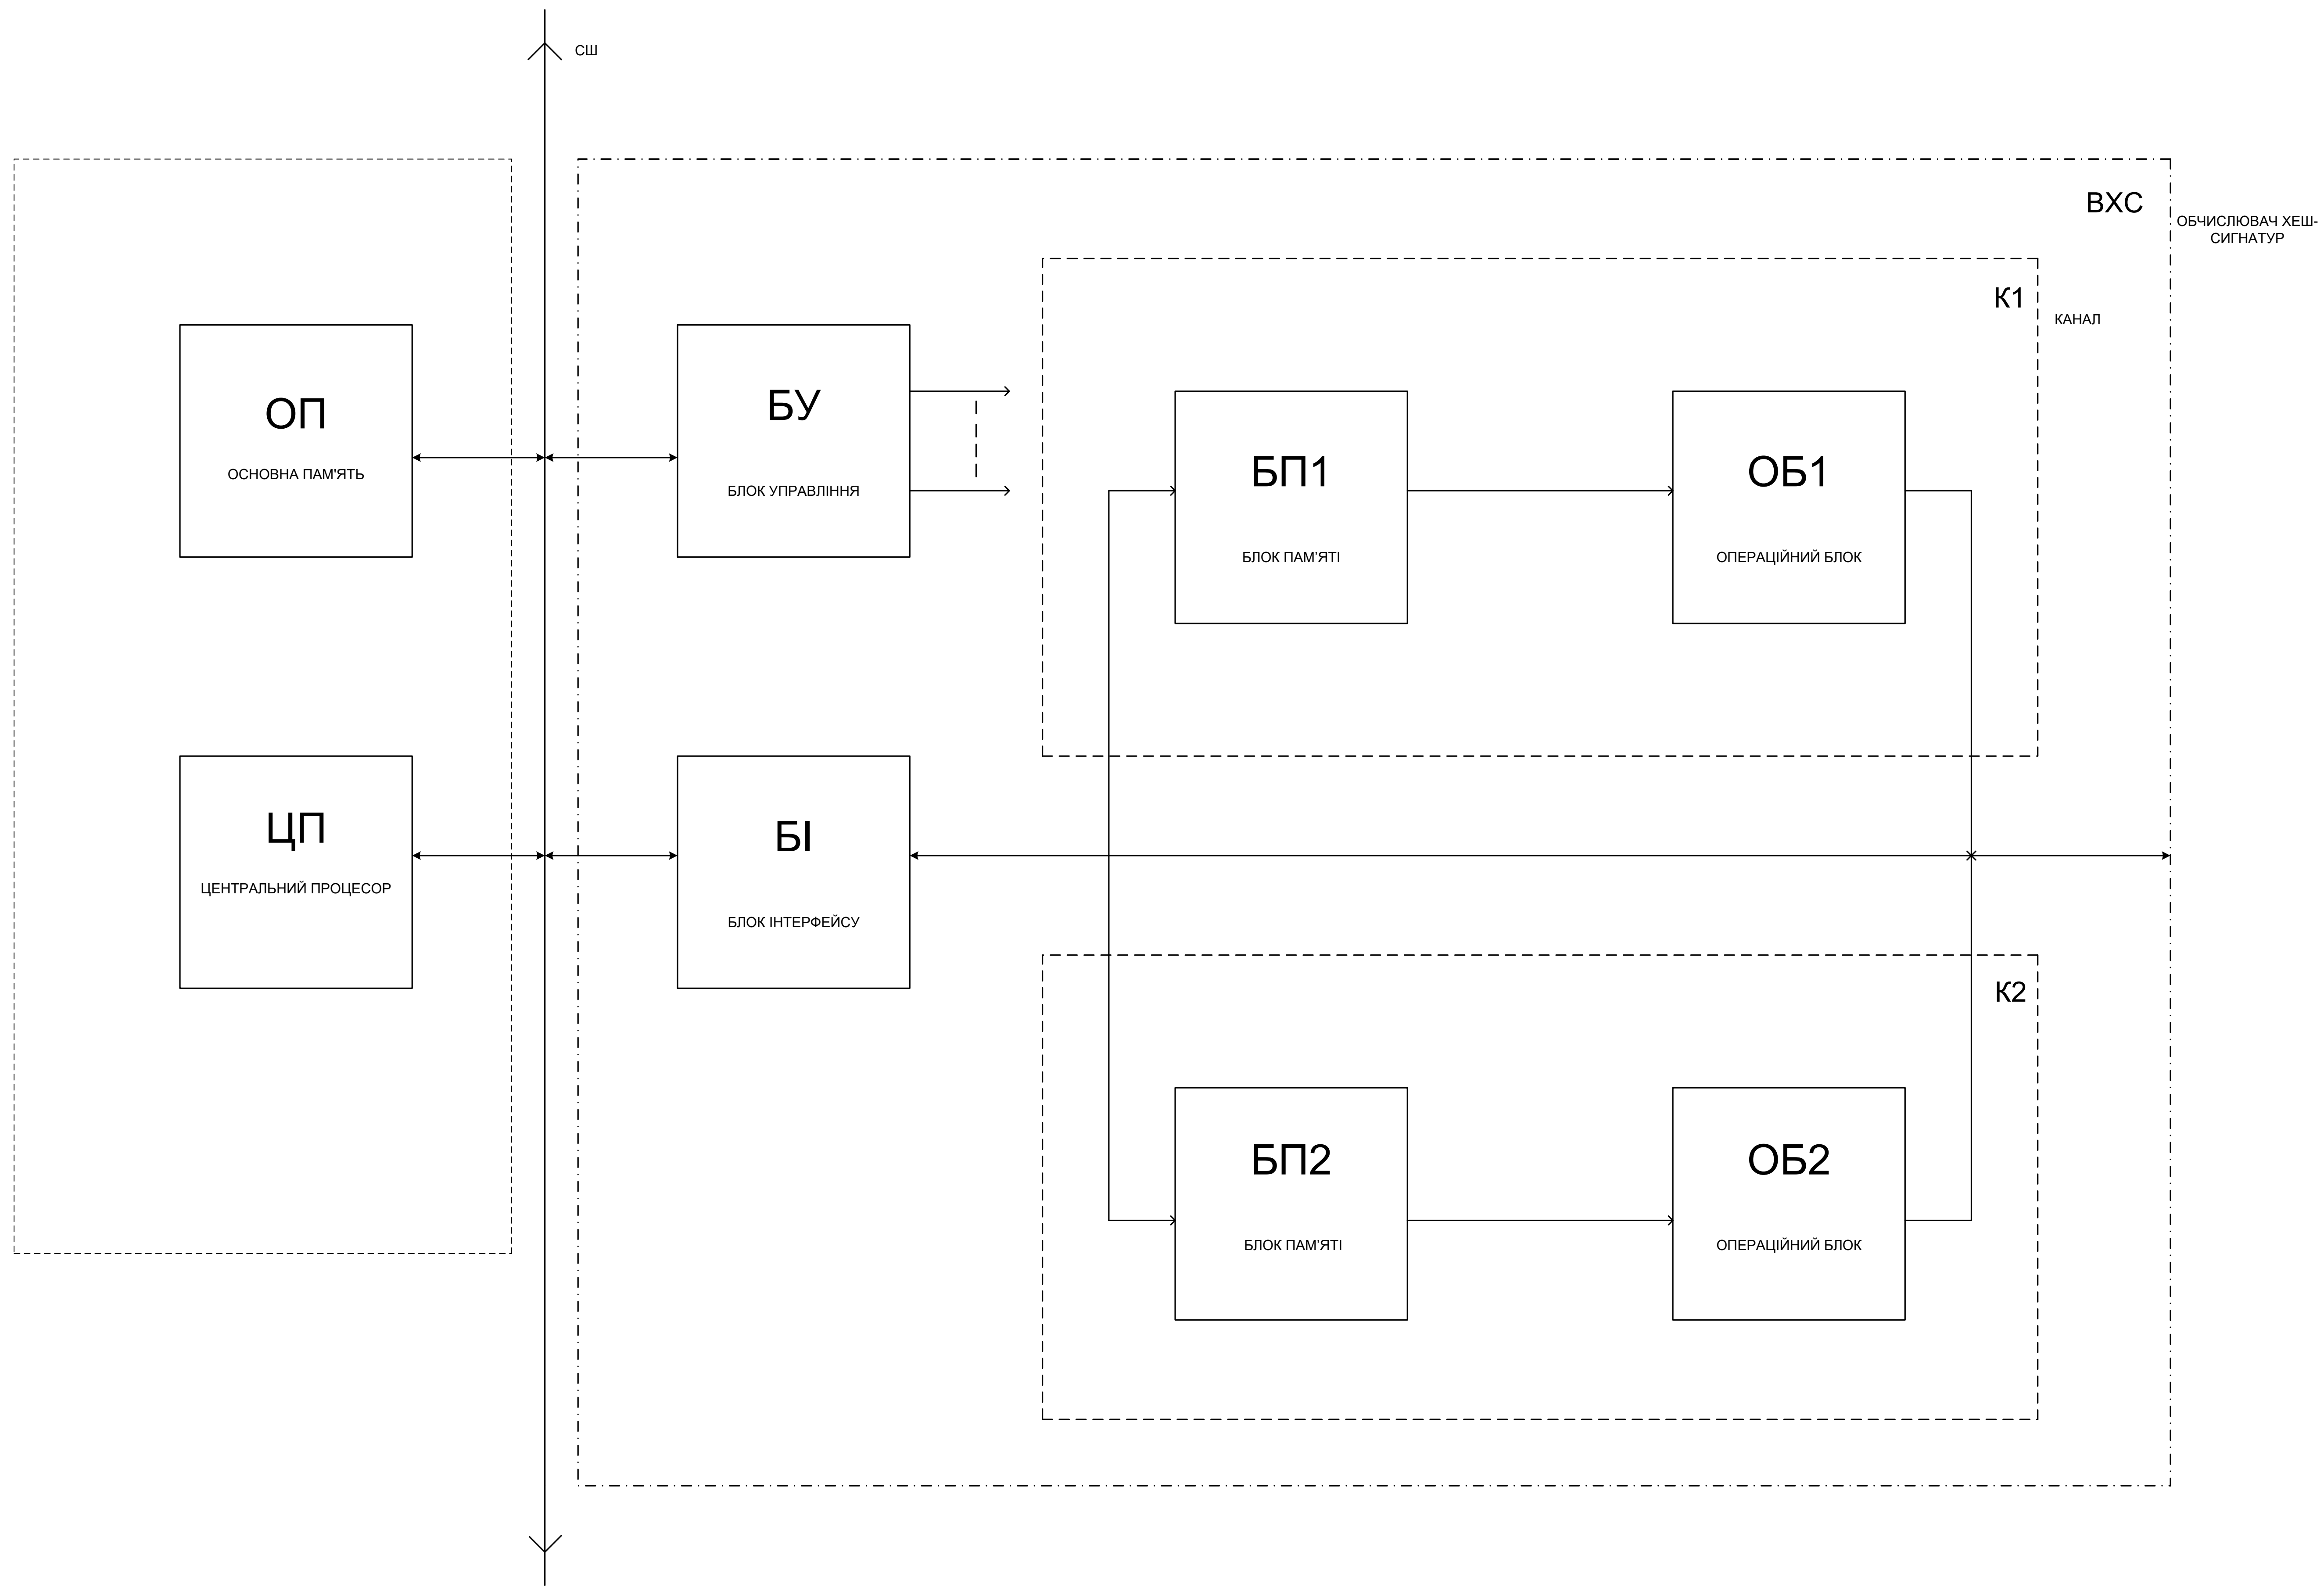 СШ
ВХС
ОБЧИСЛЮВАЧ ХЕШ-
СИГНАТУР
К1
КАНАЛ
ОП
ОСНОВНА ПАМ'ЯТЬ
БУ
БЛОК УПРАВЛІННЯ
БП1
БЛОК ПАМ’ЯТІ
ОБ1
ОПЕРАЦІЙНИЙ БЛОК
ЦП
ЦЕНТРАЛЬНИЙ ПРОЦЕСОР
БІ
БЛОК ІНТЕРФЕЙСУ
К2
БП2
БЛОК ПАМ’ЯТІ
ОБ2
ОПЕРАЦІЙНИЙ БЛОК